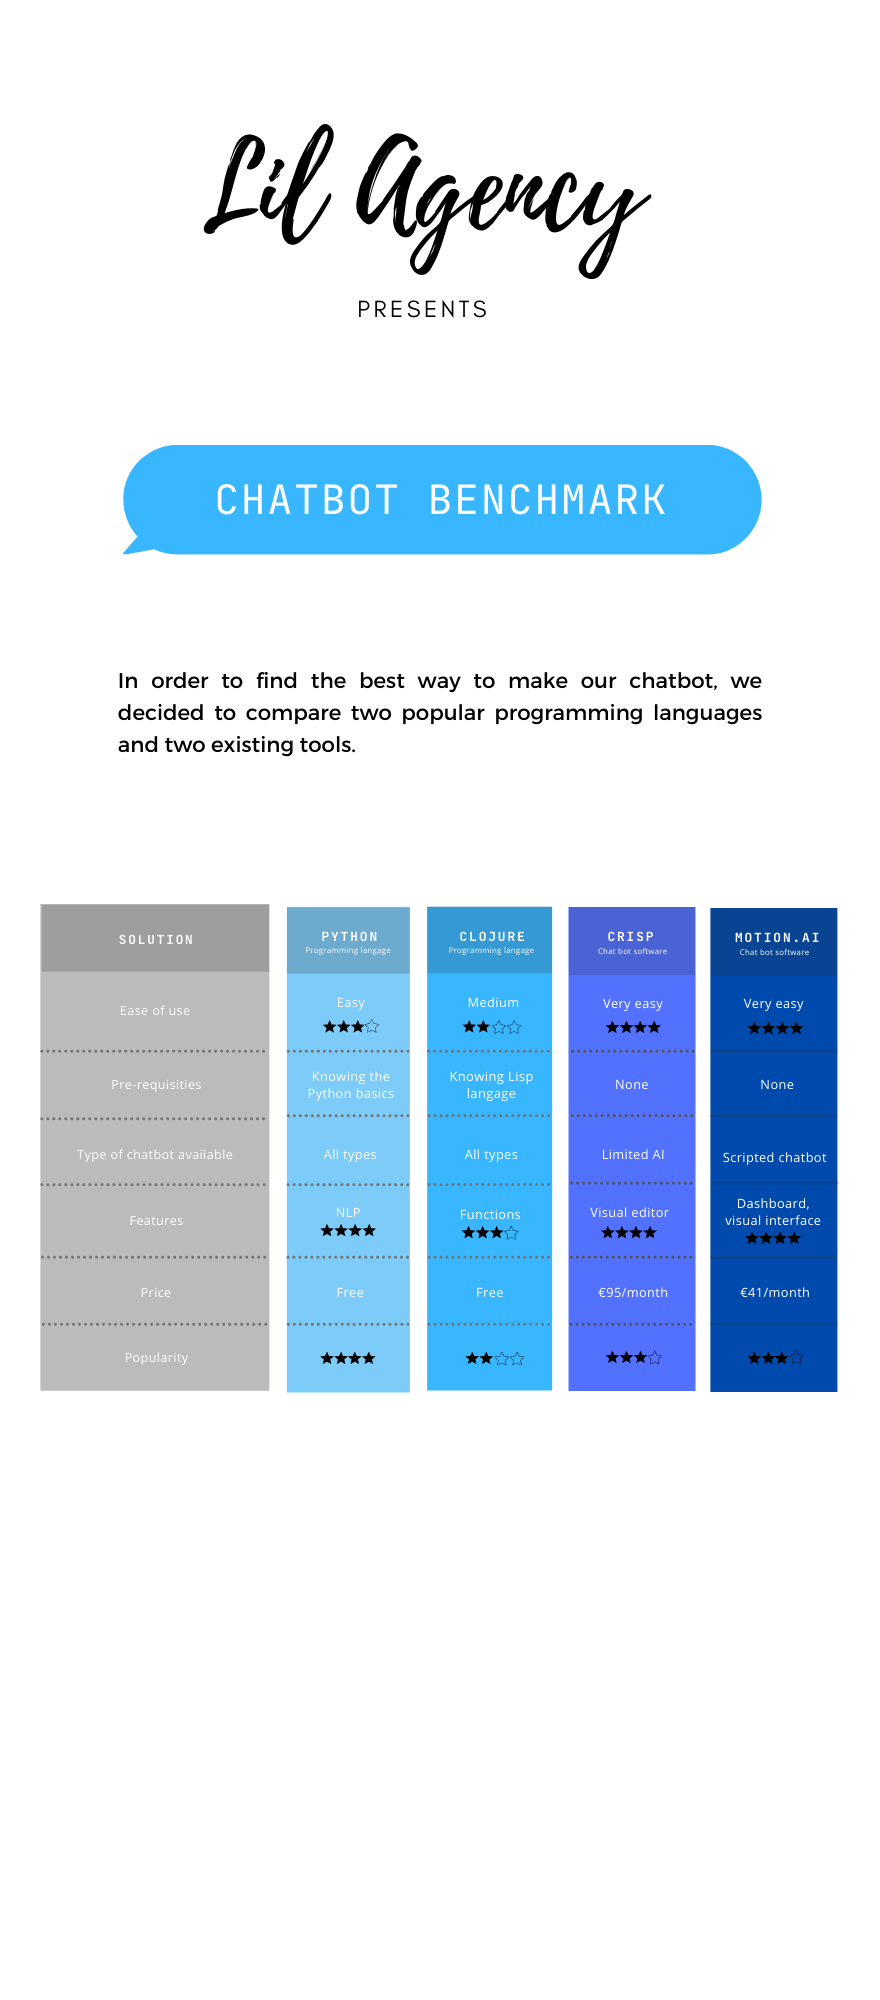 Lil Agency
PRESENTS
CHATBOT BENCHMARK
In order to find the best way to make our chatbot, we
decided to compare two popular programming languages
and two existing tools.
SOLUTION
PYTHON
Programming langage
CLOJURE
Programming langage
CRISP
Chat bot software
MOTION.AI
Chat bot software
Ease of use
Easy
Medium
Very easy
Very easy
Pre-requisities
Knowing the
Python basics
Knowing Lisp
langage
None
None
Type of chatbot available
All types
All types
Limited AI
Scripted chatbot
Features
NLP
Functions
Visual editor
Dashboard,
visual interface
Price
Free
Free
€95/month
€41/month
Popularity